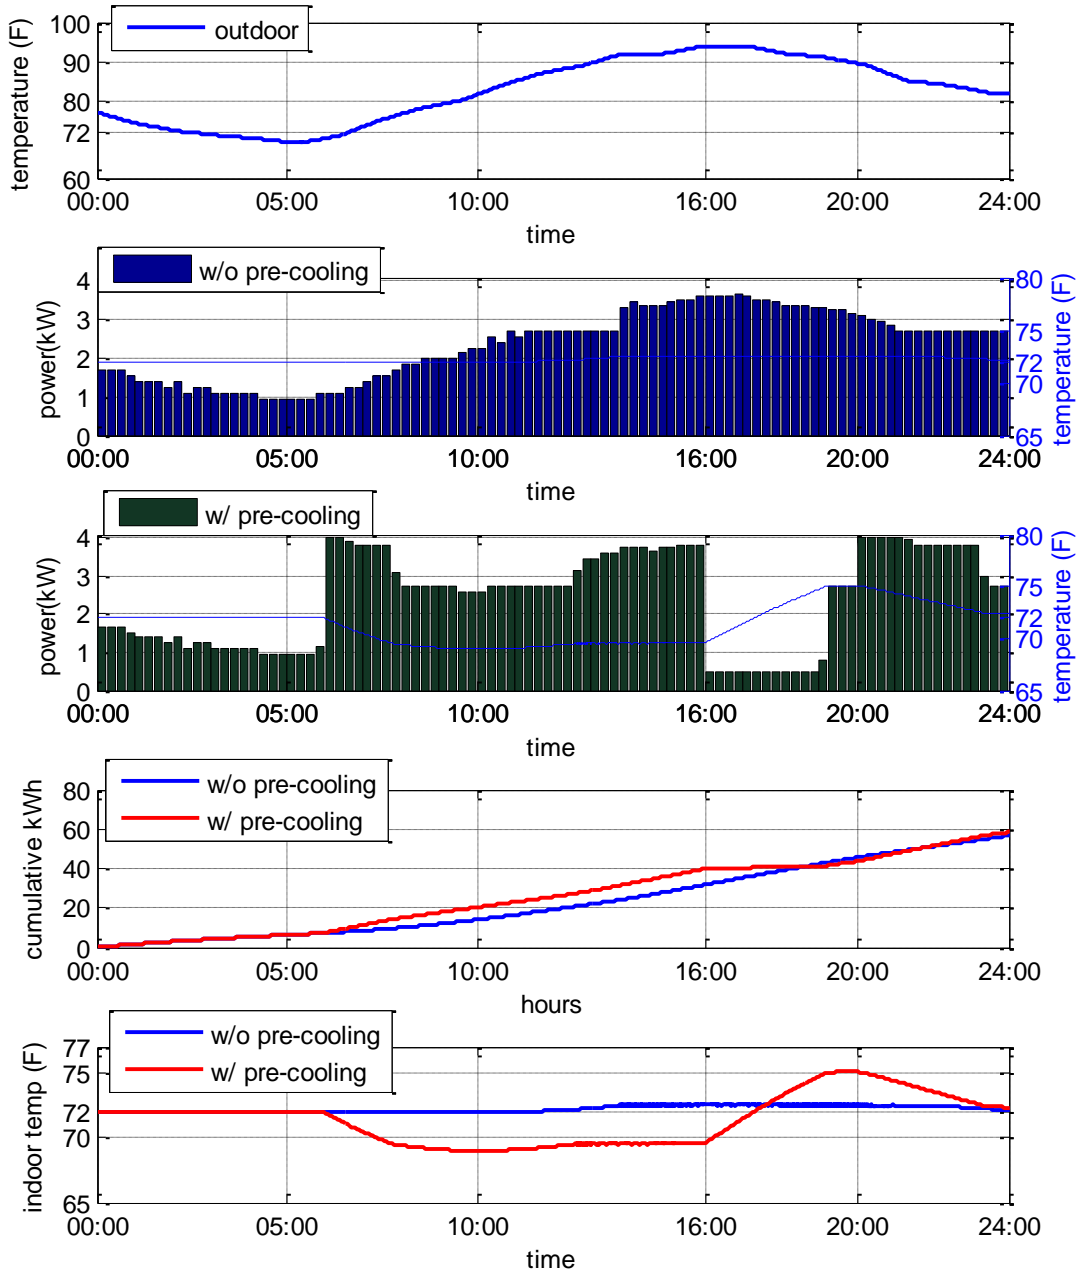 outdoor
temperature (F)
100
90
80
72
60
00:00 05:00 10:00 16:00 20:00 24:00
time
w/o pre-cooling
power(kW)
4
3
2
1
0
80
75
72
70
65
temperature (F)
00:00 05:00 10:00 16:00 20:00 24:00
time
w/ pre-cooling
power(kW)
4
3
2
1
0
80
75
72
70
65
temperature (F)
00:00 05:00 10:00 16:00 20:00 24:00
time
w/o pre-cooling
w/ pre-cooling
cumulative kWh
80
60
40
20
0
00:00 05:00 10:00 16:00 20:00 24:00
hours
w/o pre-cooling
w/ pre-cooling
indoor temp (F)
77
75
72
70
65
00:00 05:00 10:00 16:00 20:00 24:00
time